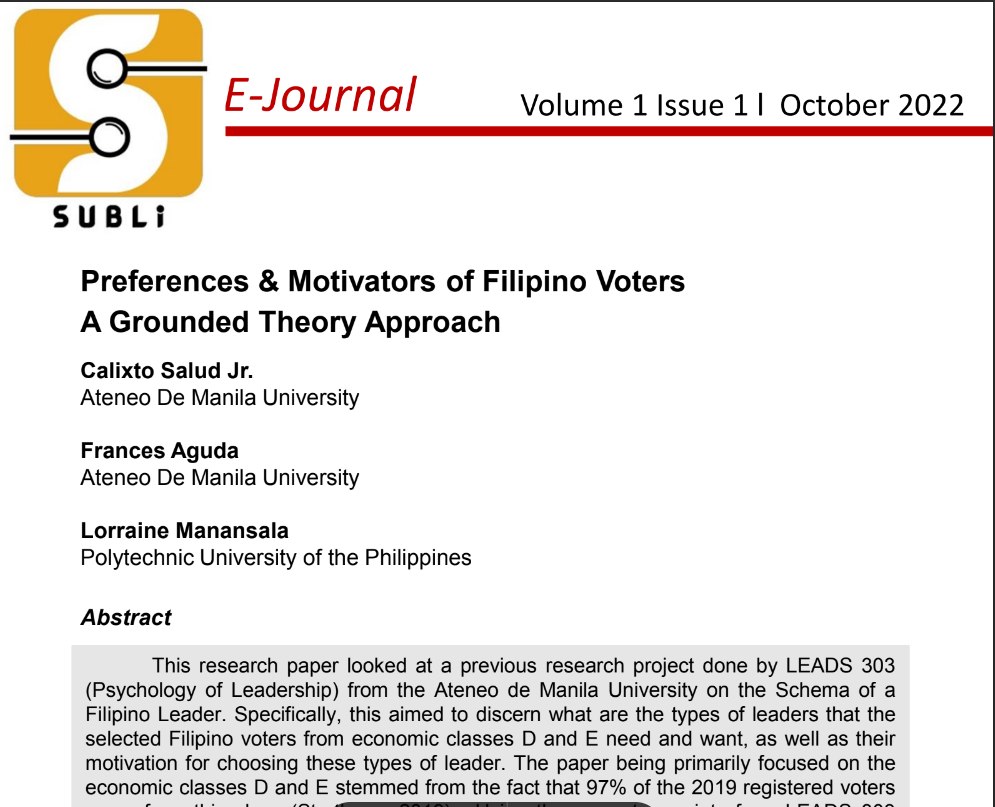 SUBLi
E-Journal
Volume 1 Issue 1 l October 2022
Preferences & Motivators of Filipino Voters
A Grounded Theory Approach
Calixto Salud Jr.
Ateneo De Manila University
Frances Aguda
Ateneo De Manila University
Lorraine Manansala
Polytechnic University of the Philippines
Abstract
This research paper looked at a previous research project done by LEADS 303
(Psychology of Leadership) from the Ateneo de Manila University on the Schema of a
Filipino Leader. Specifically, this aimed to discern what are the types of leaders that the
selected Filipino voters from economic classes D and E need and want, as well as their
motivation for choosing these types of leader. The paper being primarily focused on the
economic classes D and E stemmed from the fact that 97% of the 2019 registered voters